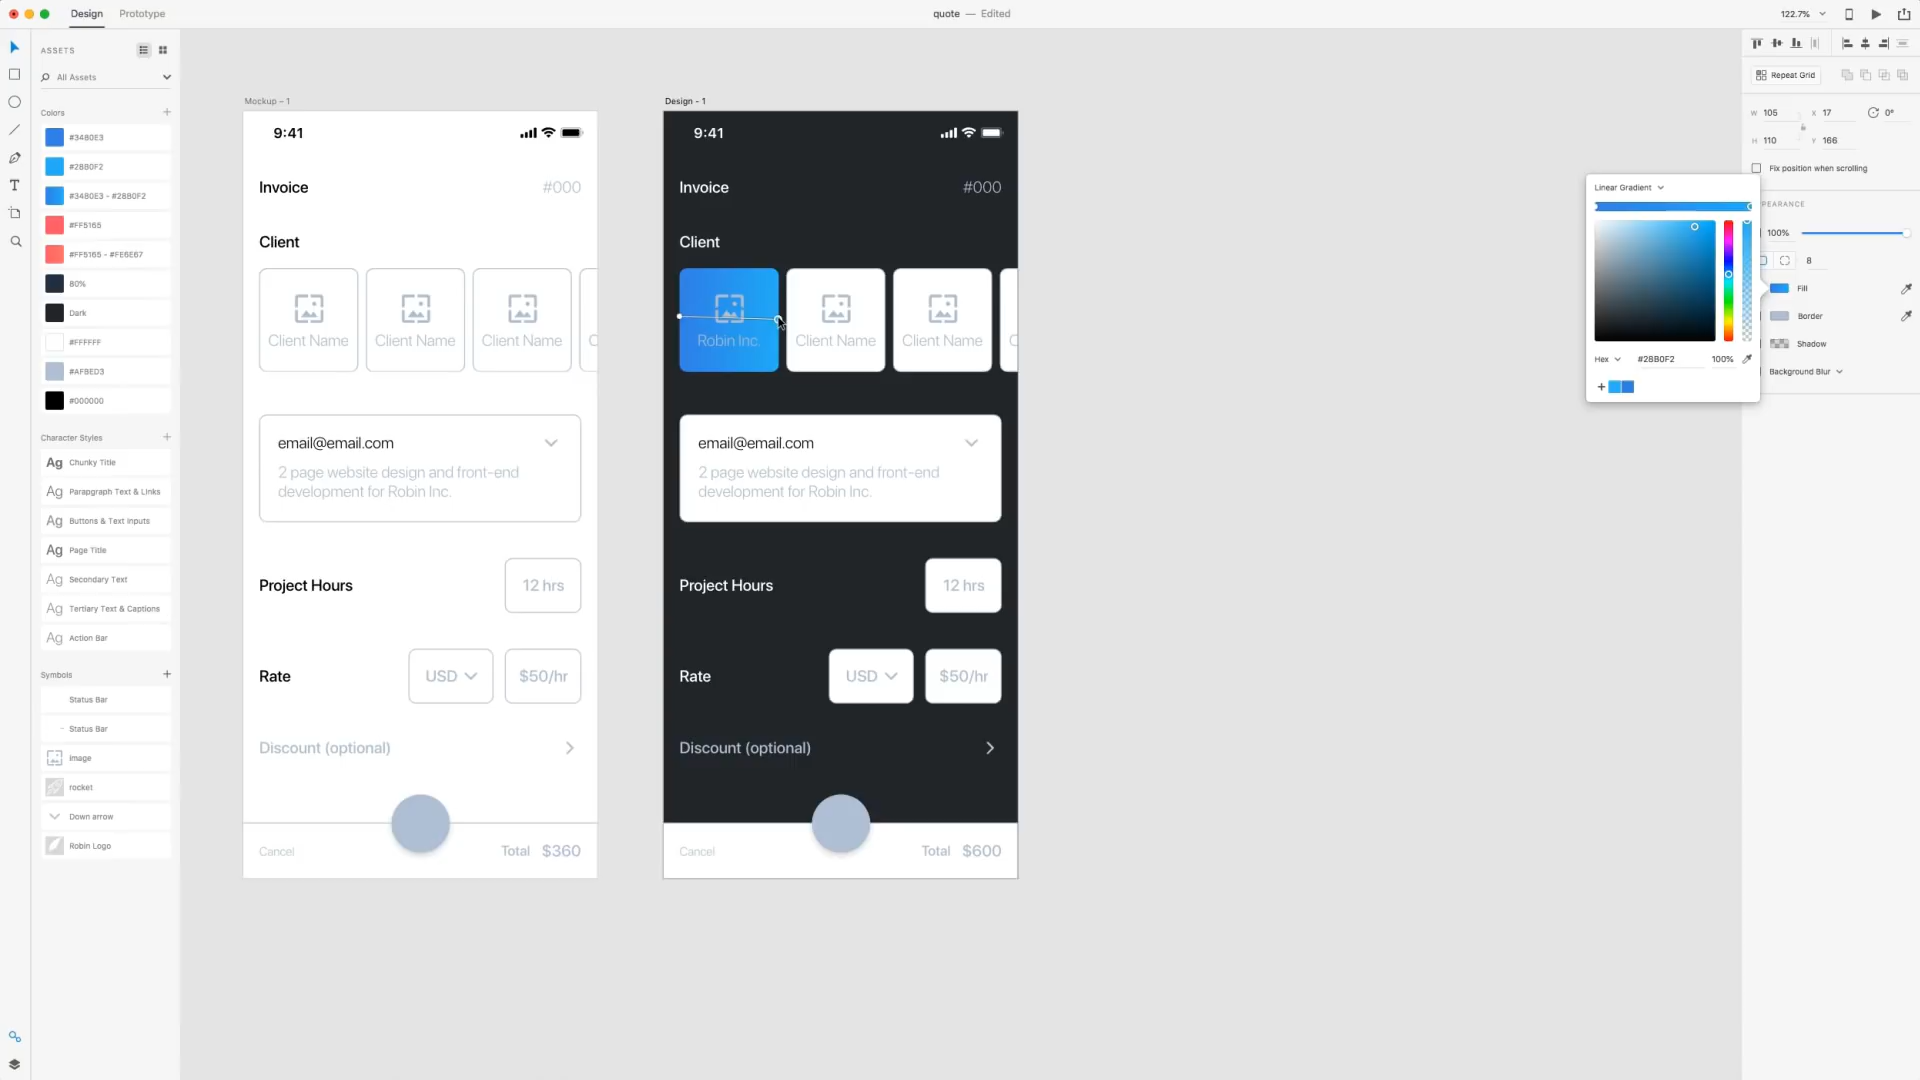 Design
Prototype
quote — Edited
122.7%
ASSETS
All Assets
Colors
#3480E3
#28B0F2
#3480E3 - #28B0F2
#FF5165
#FF5165 - #FE6E67
80%
Dark
#FFFFFF
#AFBED3
#000000
Character Styles
Ag Chunky Title
Ag Parapgraph Text & Links
Ag Buttons & Text Inputs
Ag Page Title
Ag Secondary Text
Ag Tertiary Text & Captions
Ag Action Bar
Symbols
Status Bar
- Status Bar
image
rocket
Down arrow
Robin Logo
Mockup – 1
9:41
Invoice #000
Client
Client Name Client Name Client Name C
email@email.com
2 page website design and front-end
development for Robin Inc.
Project Hours 12 hrs
Rate USD $50/hr
Discount (optional)
Cancel Total $360
Design - 1
9:41
Invoice #000
Client
Robin Inc. Client Name Client Name C
email@email.com
2 page website design and front-end
development for Robin Inc.
Project Hours 12 hrs
Rate USD $50/hr
Discount (optional)
Cancel Total $600
Linear Gradient
Hex #28B0F2 100%
Repeat Grid
W 105 X 17 0°
H 110 Y 166
Fix position when scrolling
PEARANCE
100%
8
Fill
Border
Shadow
Background Blur